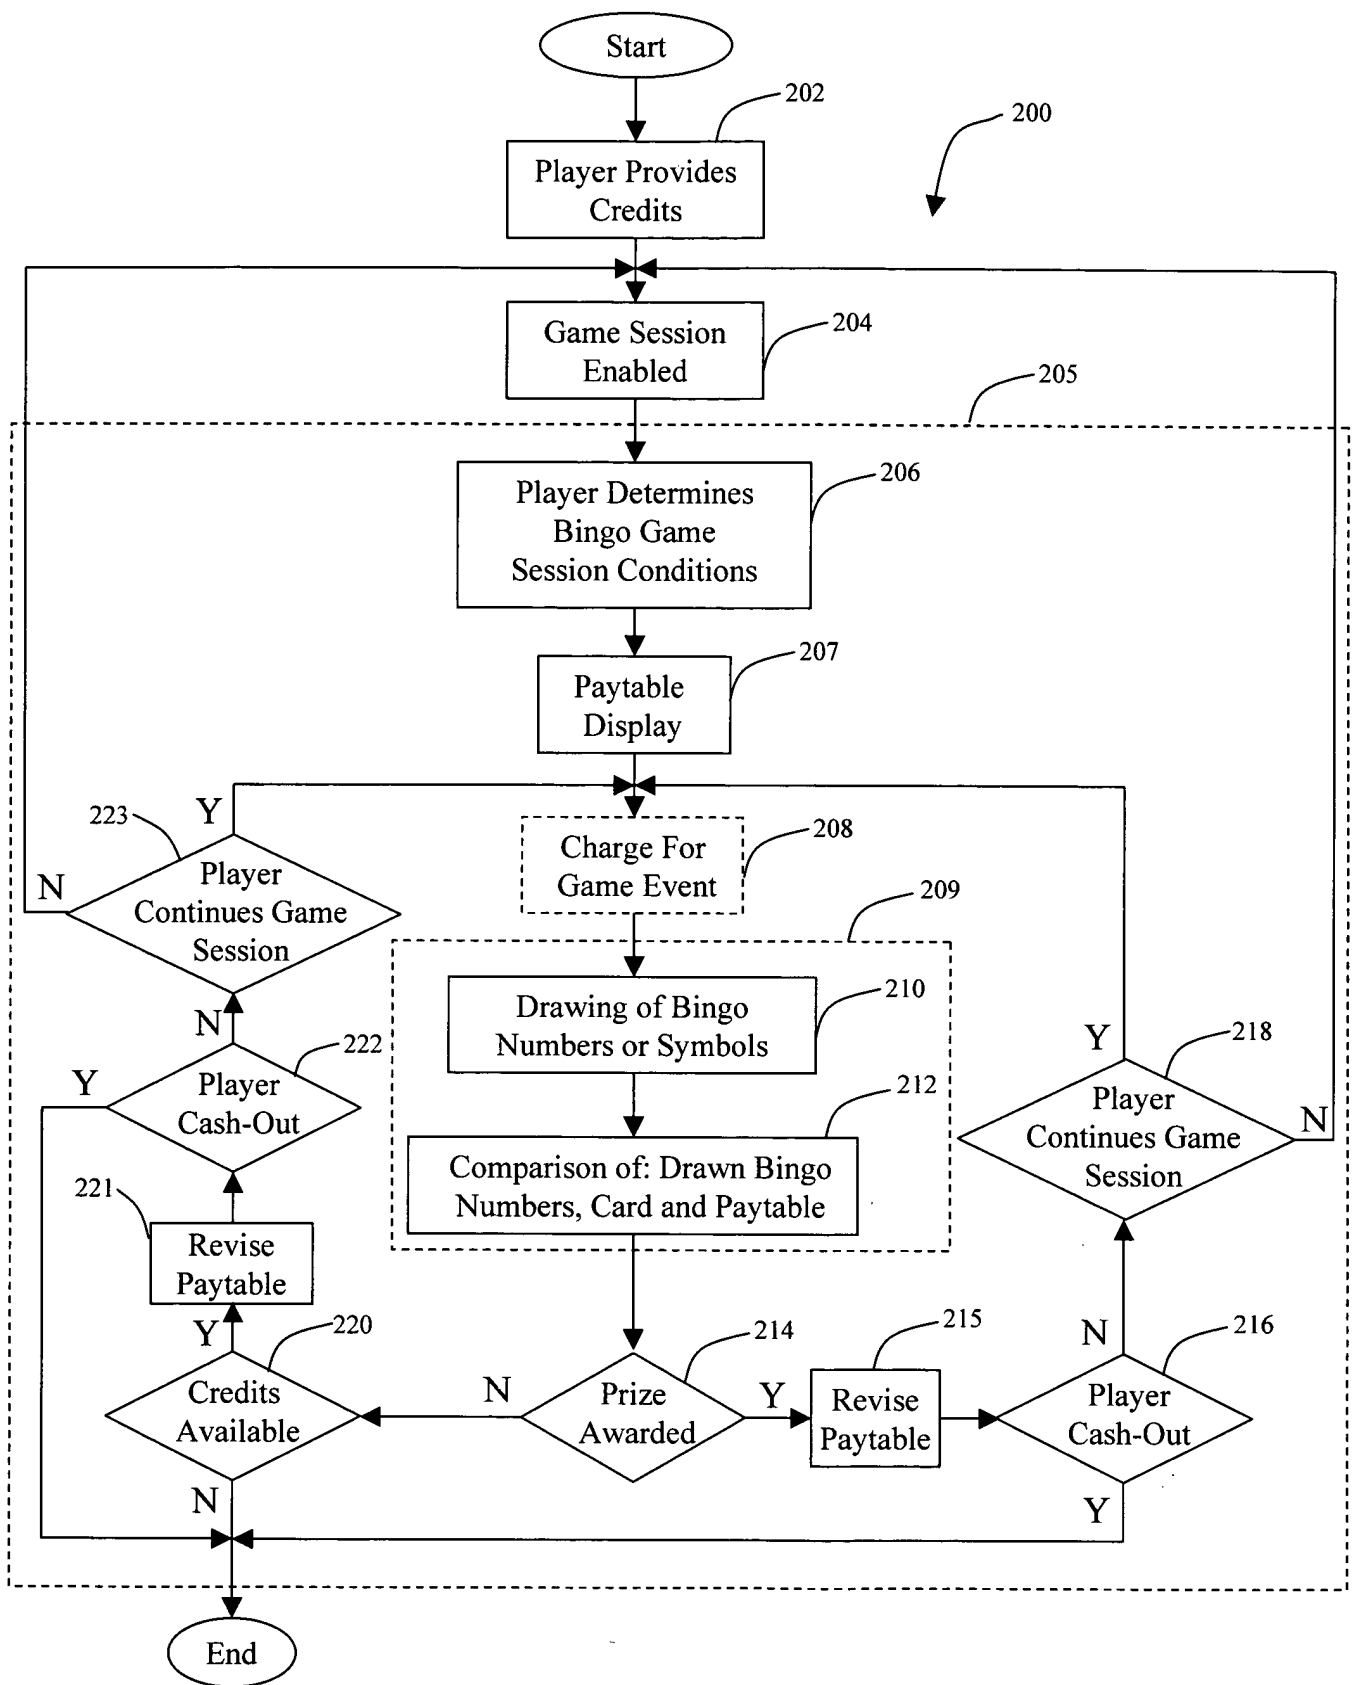 Start
202
200
Player Provides
Credits
Game Session
Enabled
204
205
Player Determines
Bingo Game
Session Conditions
206
207
Paytable
Display
Y
223
Charge For
Game Event
208
209
N
Player
Continues Game
Session
Drawing of Bingo
Numbers or Symbols
210
N
222
Y
Player
Cash-Out
Y
218
212
Comparison of: Drawn Bingo
Numbers, Card and Paytable
Player
Continues Game
Session
N
221
Revise
Paytable
Y
220
Credits
Available
N
214
Prize
Awarded
Y
215
Revise
Paytable
N
216
Player
Cash-Out
N
Y
End